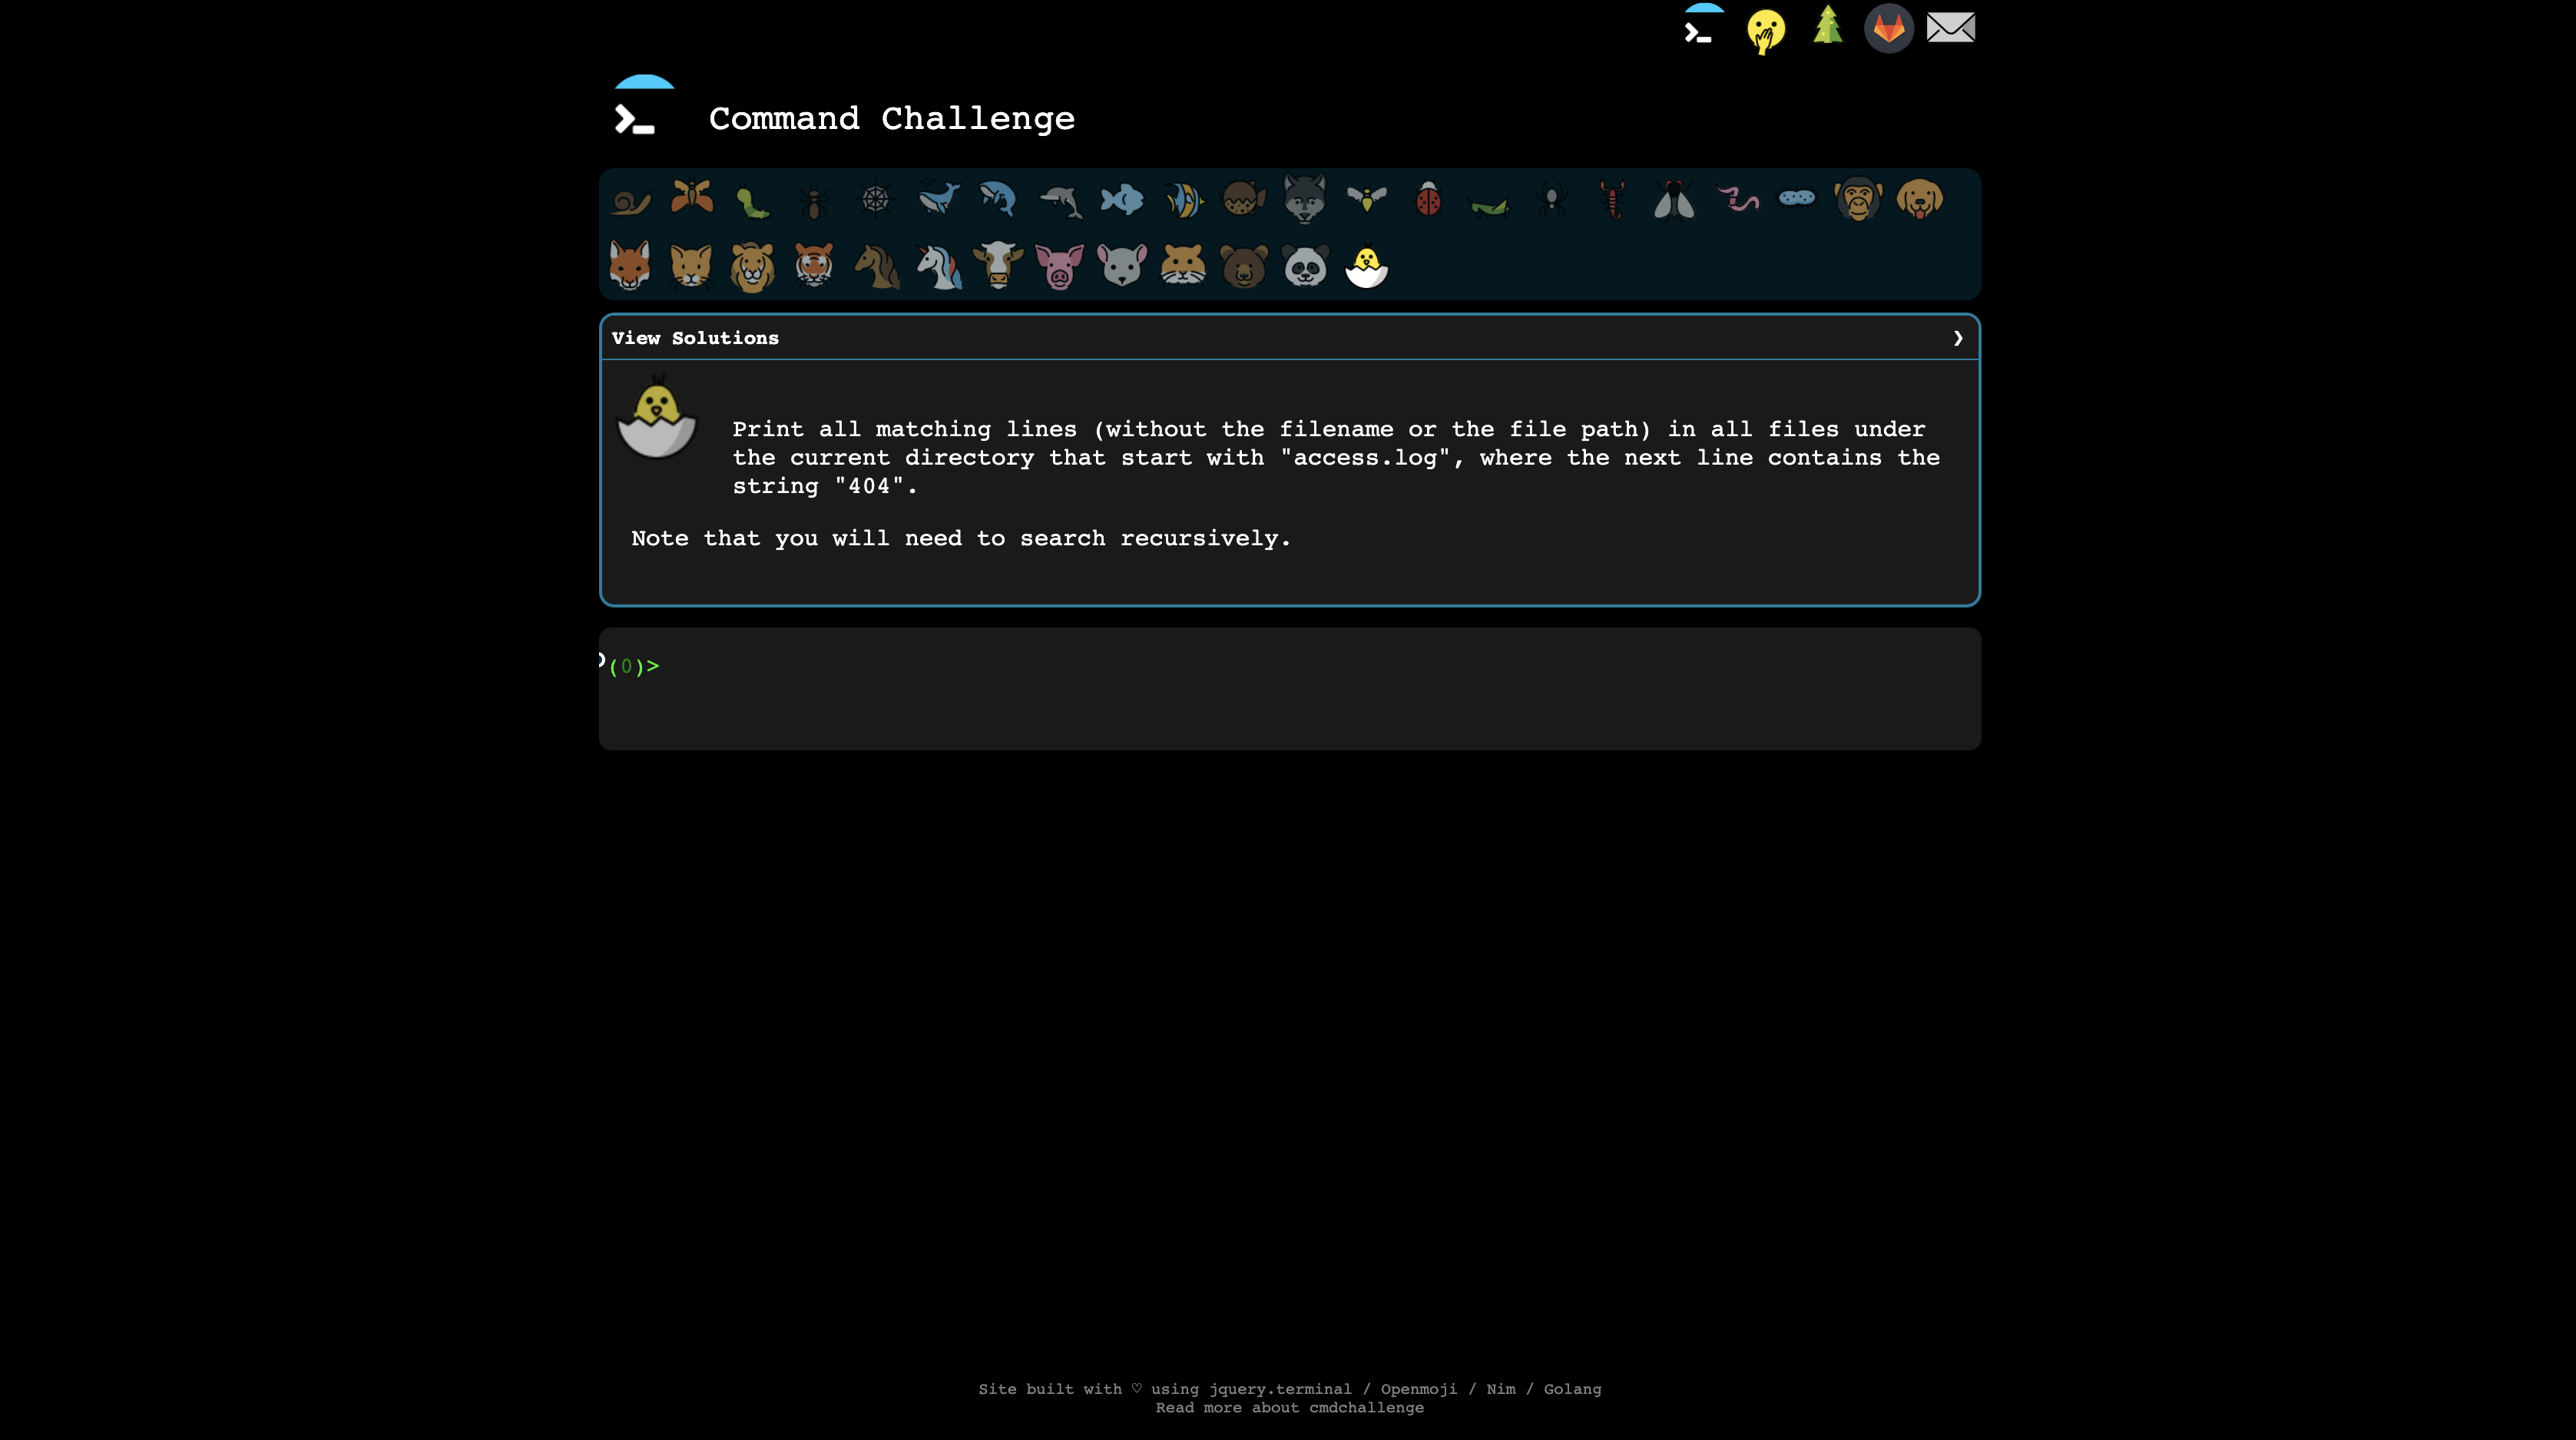 Command Challenge
View Solutions ❯
Print all matching lines (without the filename or the file path) in all files under
the current directory that start with "access.log", where the next line contains the
string "404".
Note that you will need to search recursively.
(0)>
Site built with ♡ using jquery.terminal / Openmoji / Nim / Golang
Read more about cmdchallenge